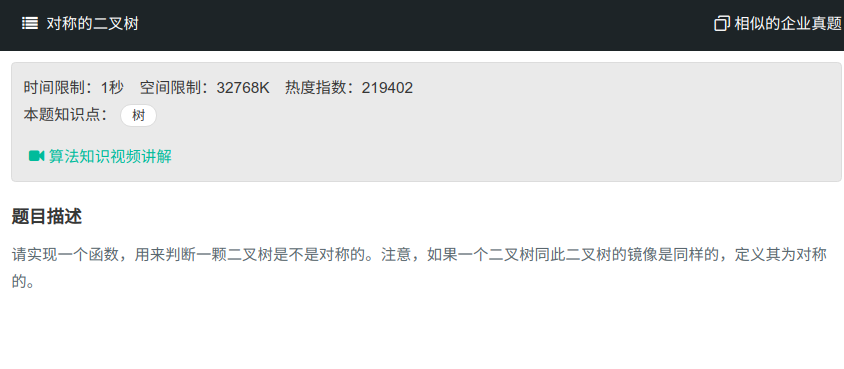 对称的二叉树 相似的企业真题
时间限制：1秒 空间限制：32768K 热度指数：219402
本题知识点： 树
算法知识视频讲解
题目描述
请实现一个函数，用来判断一颗二叉树是不是对称的。注意，如果一个二叉树同此二叉树的镜像是同样的，定义其为对称
的。